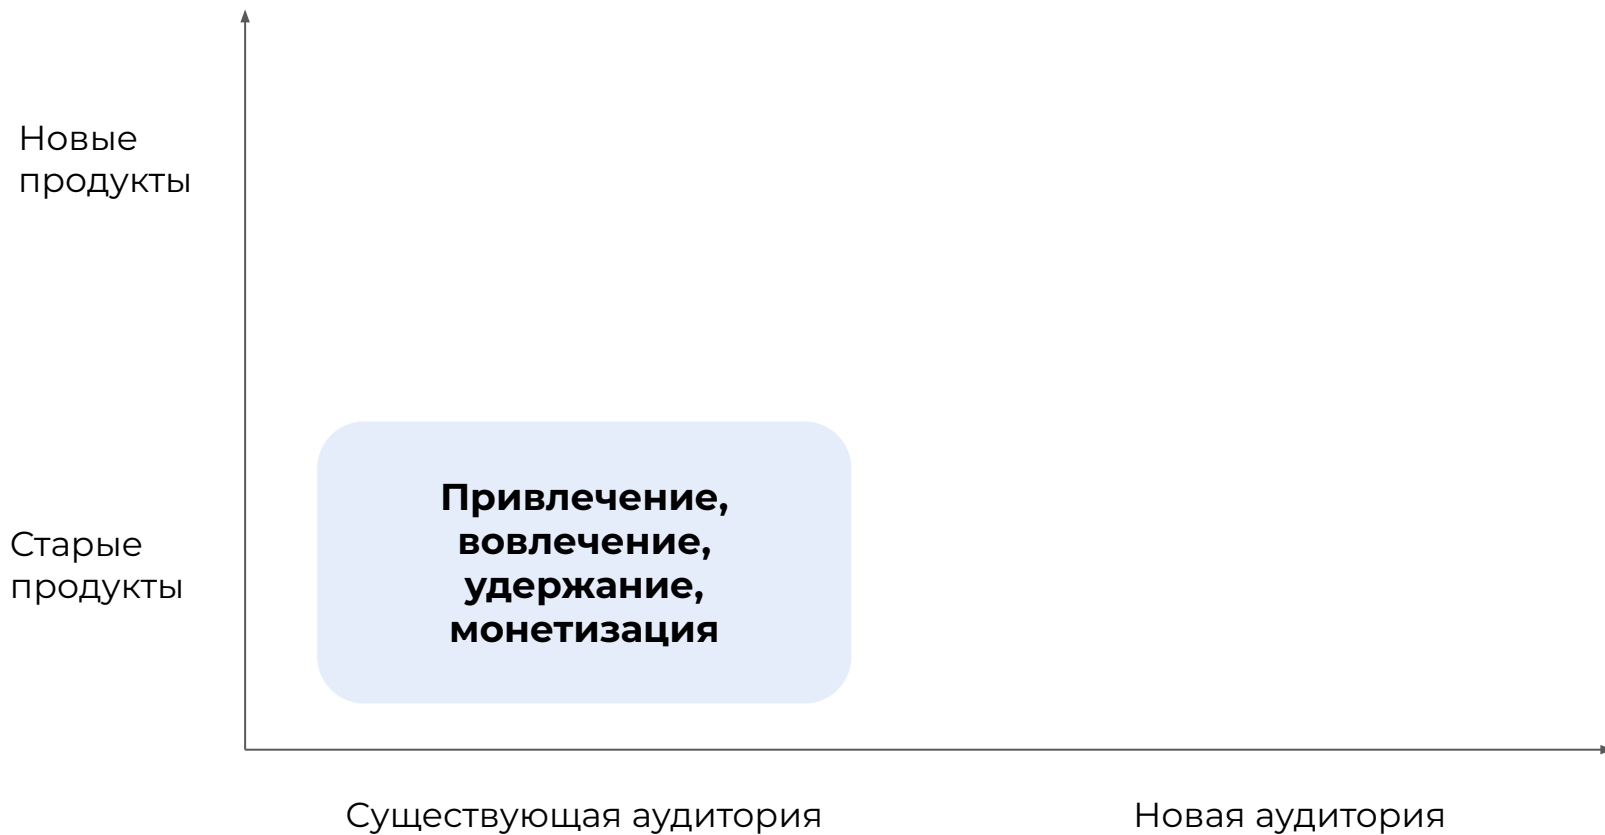 Новые
продукты
Привлечение,
вовлечение,
удержание,
монетизация
Старые
продукты
Существующая аудитория
Новая аудитория